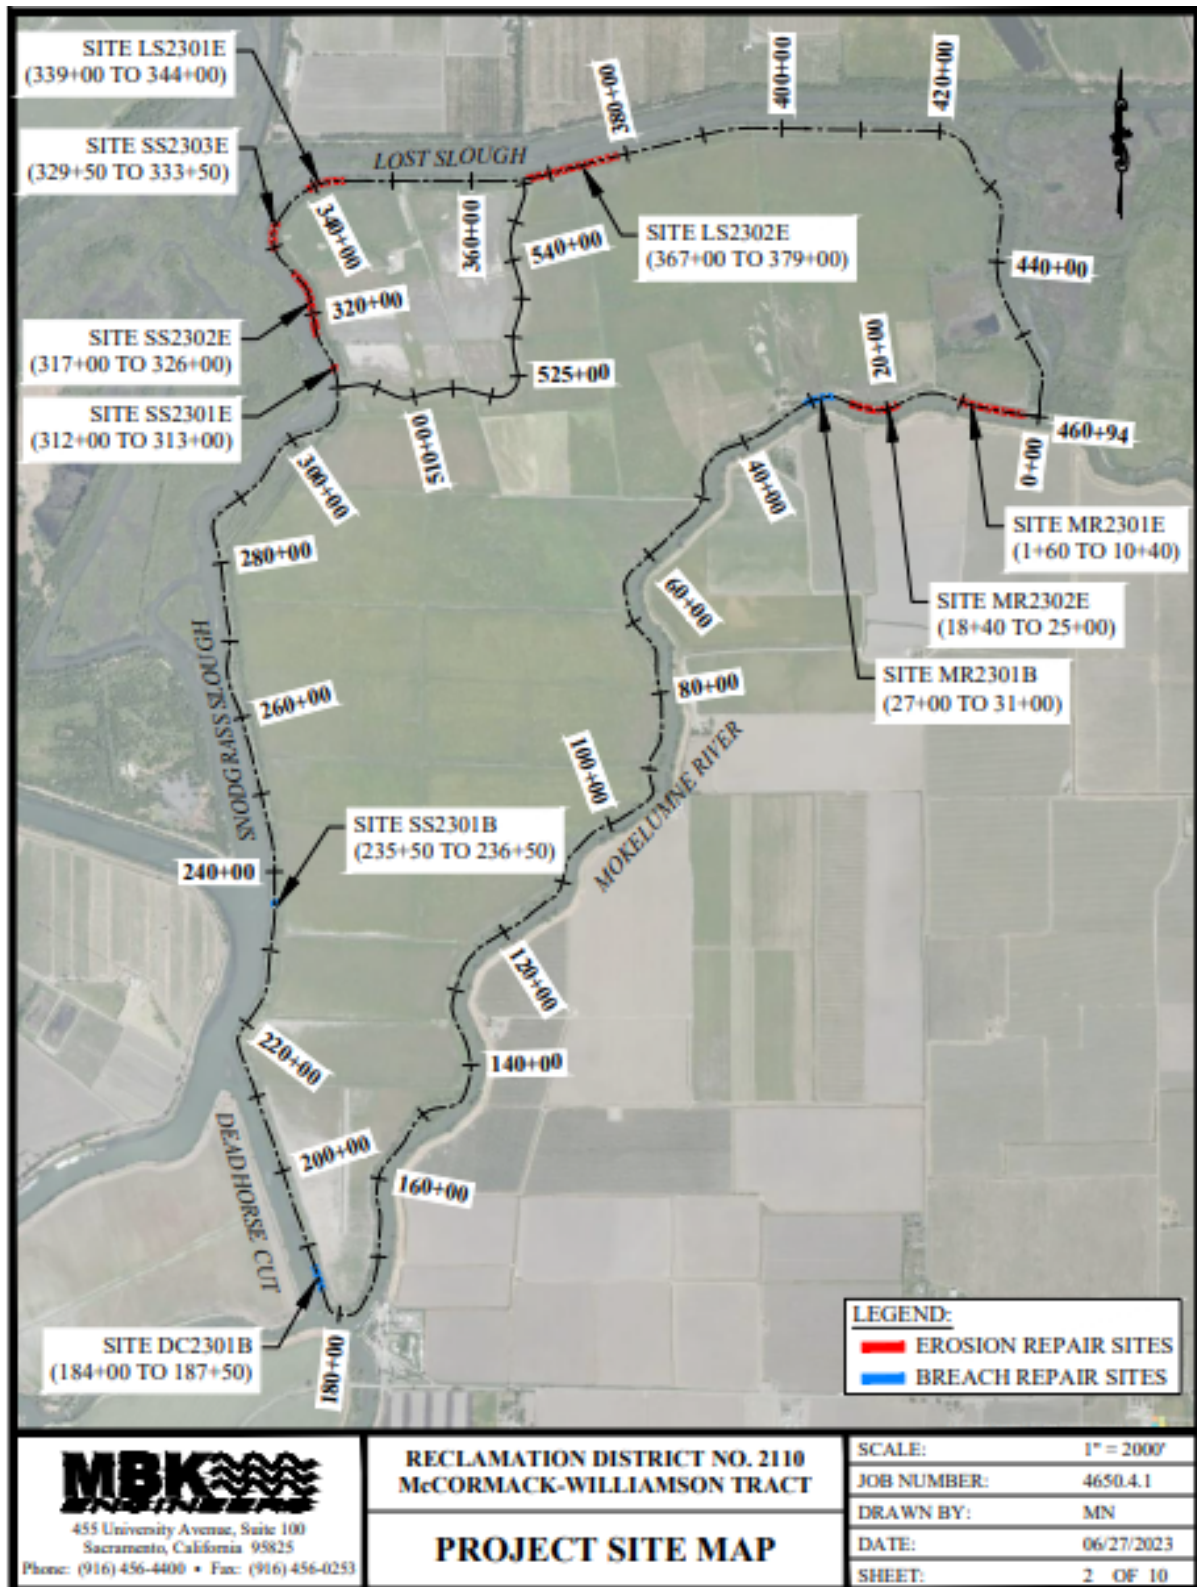 SITE LS2301E
(339+00 TO 344+00)
SITE SS2303E
(329+50 TO 333+50)
LOST SLOUGH
380+00
400+00
420+00
340+00
360+00
540+00
SITE LS2302E
(367+00 TO 379+00)
440+00
320+00
SITE SS2302E
(317+00 TO 326+00)
20+00
525+00
SITE SS2301E
(312+00 TO 313+00)
510+00
460+94
0+00
300+00
40+00
SITE MR2301E
(1+60 TO 10+40)
280+00
60+00
SITE MR2302E
(18+40 TO 25+00)
SNODGRASS SLOUGH
SITE MR2301B
(27+00 TO 31+00)
80+00
260+00
100+00
MOKELUMNE RIVER
SITE SS2301B
(235+50 TO 236+50)
240+00
120+00
220+00
140+00
DEADHORSE CUT
200+00
160+00
SITE DC2301B
(184+00 TO 187+50)
180+00
LEGEND:
EROSION REPAIR SITES
BREACH REPAIR SITES
MBK
ENGINEERS
455 University Avenue, Suite 100
Sacramento, California 95825
Phone: (916) 456-4400 • Fax: (916) 456-0253
RECLAMATION DISTRICT NO. 2110
McCORMACK-WILLIAMSON TRACT
PROJECT SITE MAP
SCALE: 1" = 2000'
JOB NUMBER: 4650.4.1
DRAWN BY: MN
DATE: 06/27/2023
SHEET: 2 OF 10